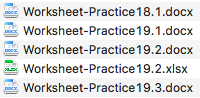 Worksheet-Practice18.1.docx
Worksheet-Practice19.1.docx
Worksheet-Practice19.2.docx
Worksheet-Practice19.2.xlsx
Worksheet-Practice19.3.docx